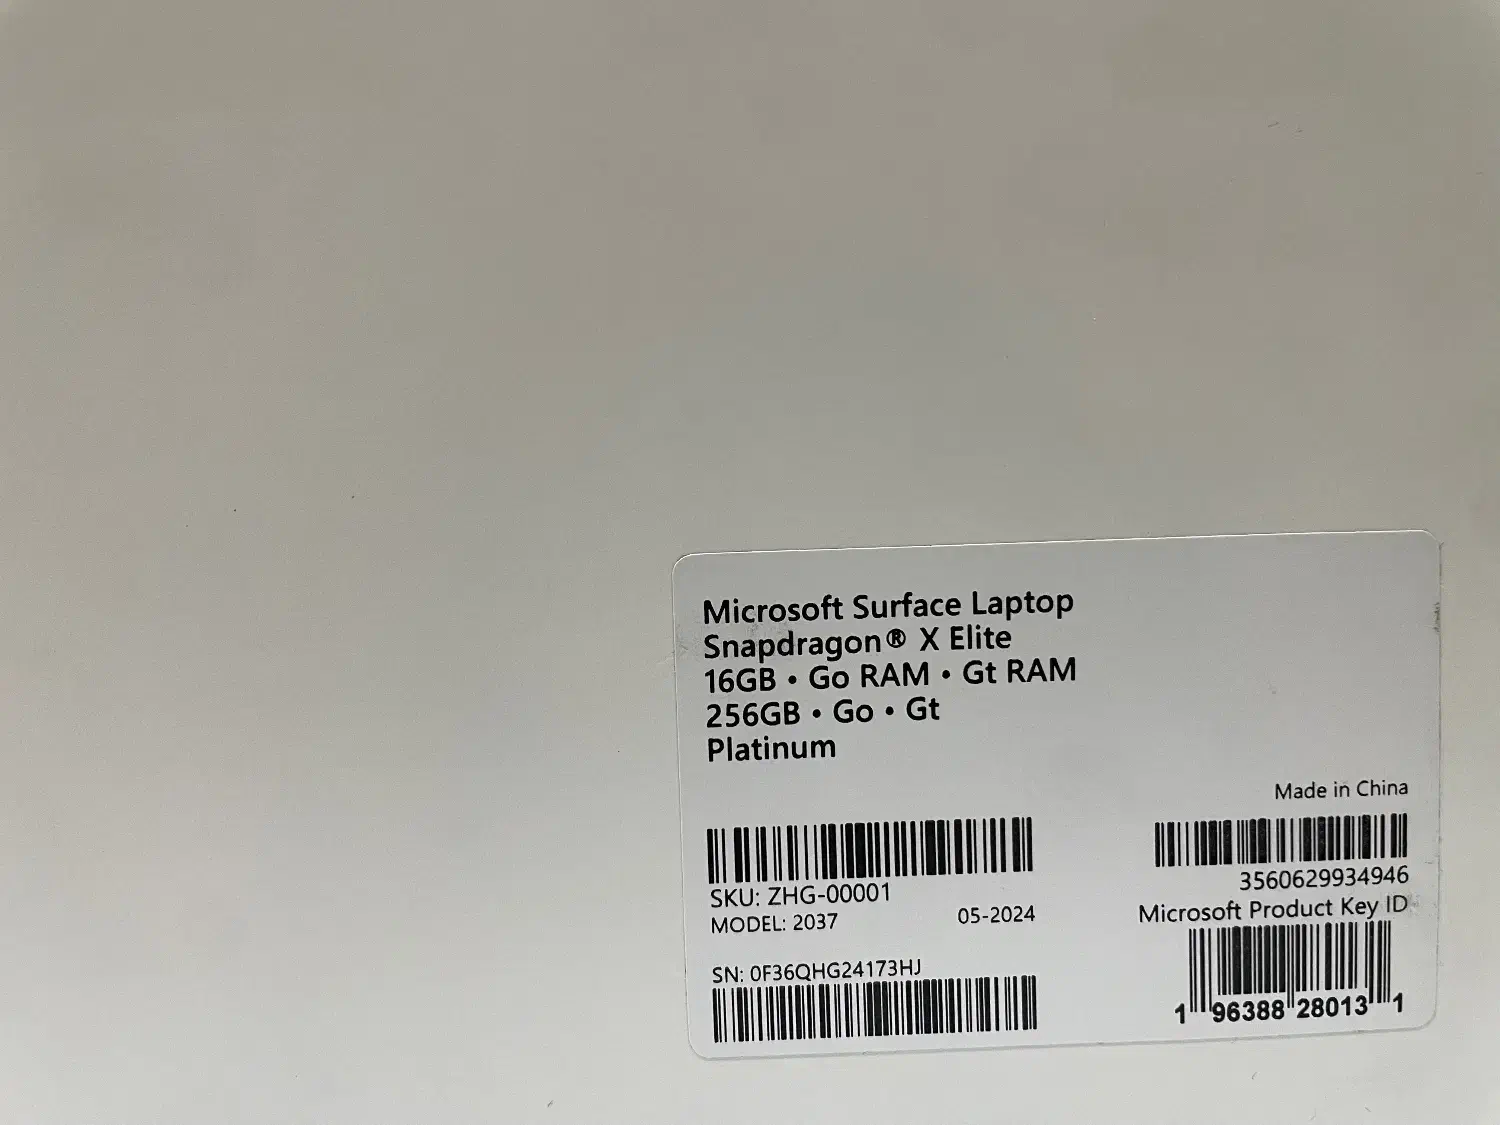 Microsoft Surface Laptop
Snapdragon® X Elite
16GB • Go RAM • Gt RAM
256GB • Go • Gt
Platinum
Made in China
SKU: ZHG-00001
MODEL: 2037 05-2024
3560629934946
Microsoft Product Key ID
SN: 0F36QHG24173HJ
1 96388 28013 1